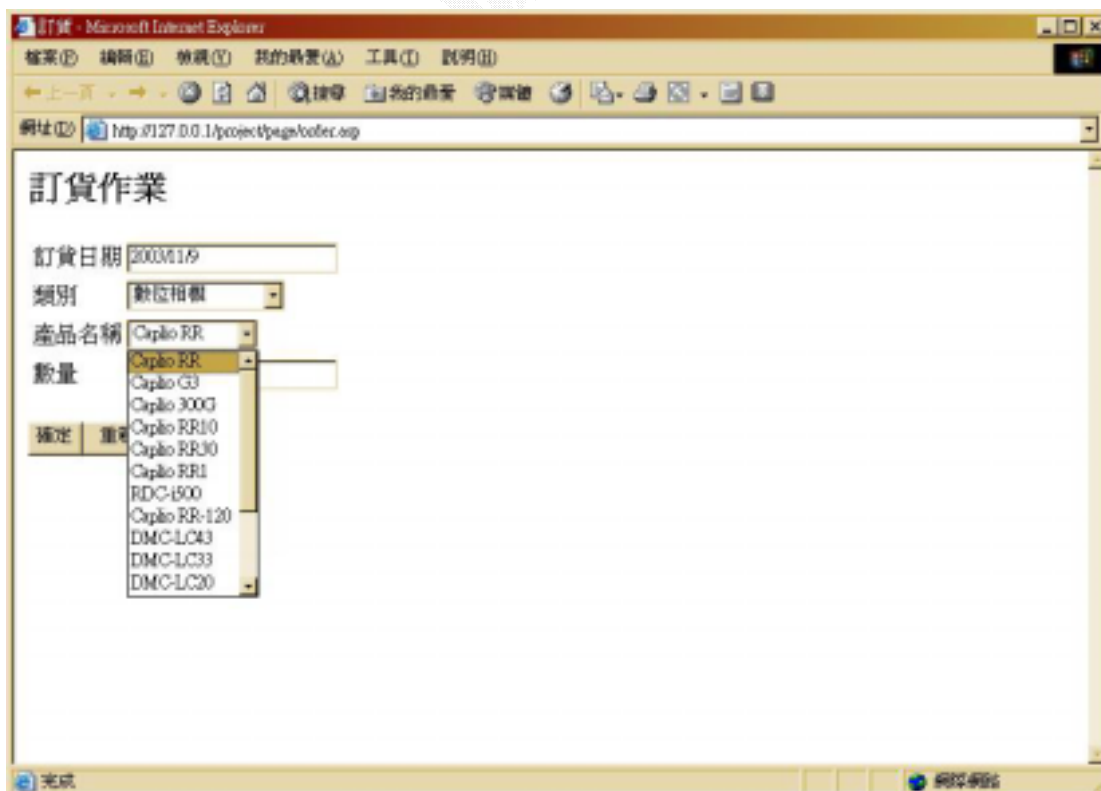 訂貨 - Microsoft Internet Explorer
檔案(F) 編輯(E) 檢視(V) 我的最愛(A) 工具(T) 說明(H)
上一頁 搜尋 我的最愛 媒體
網址(D) http://127.0.0.1/project/page/
訂貨作業
訂貨日期 2003/11/9
類別 數位相機
產品名稱 Caplio RR
數量
Caplio RR
Caplio G3
Caplio 300G
Caplio RR10
Caplio RR30
Caplio RR1
RDC-i500
Caplio RR-120
DMC-LC43
DMC-LC33
DMC-LC20
確定 重
完成 網際網路